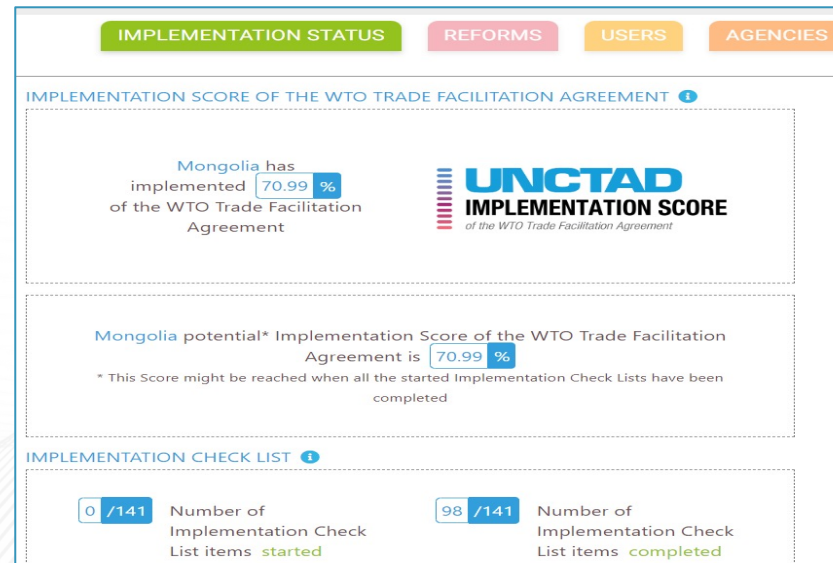 IMPLEMENTATION STATUS
REFORMS
USERS
AGENCIES
IMPLEMENTATION SCORE OF THE WTO TRADE FACILITATION AGREEMENT i
Mongolia has
implemented 70.99 %
of the WTO Trade Facilitation
Agreement
UNCTAD
IMPLEMENTATION SCORE
of the WTO Trade Facilitation Agreement
Mongolia potential* Implementation Score of the WTO Trade Facilitation
Agreement is 70.99 %
* This Score might be reached when all the started Implementation Check Lists have been
completed
IMPLEMENTATION CHECK LIST i
0 /141 Number of
Implementation Check
List items started
98 /141 Number of
Implementation Check
List items completed